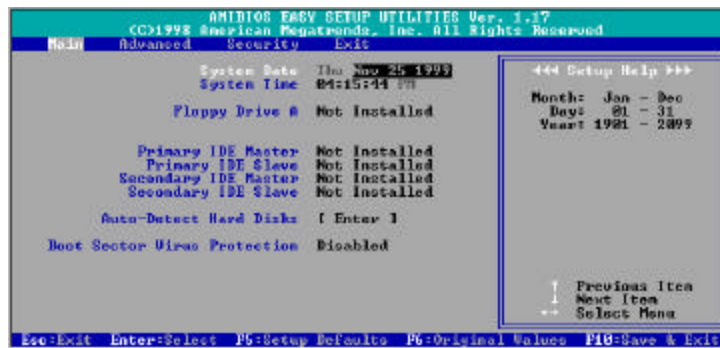 AMIBIOS EASY SETUP UTILITIES Ver. 1.17
(C)1998 American Megatrends, Inc. All Rights Reserved
Main Advanced Security Exit
System Date Thu Nov 25 1999
System Time 04:15:44 PM
Floppy Drive A Not Installed
Primary IDE Master Not Installed
Primary IDE Slave Not Installed
Secondary IDE Master Not Installed
Secondary IDE Slave Not Installed
Auto-Detect Hard Disks [ Enter ]
Boot Sector Virus Protection Disabled
◄◄◄ Setup Help ►►►
Month: Jan - Dec
Day: 01 - 31
Year: 1901 - 2099
↑ Previous Item
↓ Next Item
↔ Select Menu
Esc:Exit Enter:Select F5:Setup Defaults F6:Original Values F10:Save & Exit